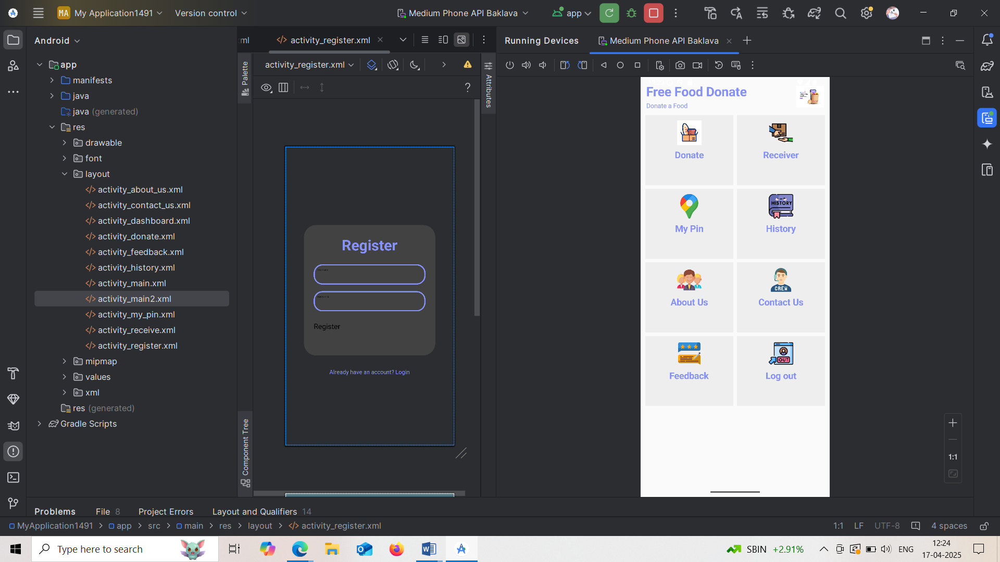 MA My Application1491
Version control
Medium Phone API Baklava
app
Android
app
manifests
java
java (generated)
res
drawable
font
layout
activity_about_us.xml
activity_contact_us.xml
activity_dashboard.xml
activity_donate.xml
activity_feedback.xml
activity_history.xml
activity_main.xml
activity_main2.xml
activity_my_pin.xml
activity_receive.xml
activity_register.xml
mipmap
values
xml
res (generated)
Gradle Scripts
activity_register.xml
activity_register.xml
Palette
Attributes
Component Tree
Register
Register
Already have an account? Login
Running Devices
Medium Phone API Baklava
Free Food Donate
Donate a Food
Donate
Receiver
My Pin
HISTORY
History
About Us
CREW
Contact Us
Feedback
OUT
Log out
1:1
Problems
File 8
Project Errors
Layout and Qualifiers 14
MyApplication1491 > app > src > main > res > layout > activity_register.xml
1:1 LF UTF-8 4 spaces
Type here to search
SBIN +2.91%
ENG
12:24
17-04-2025